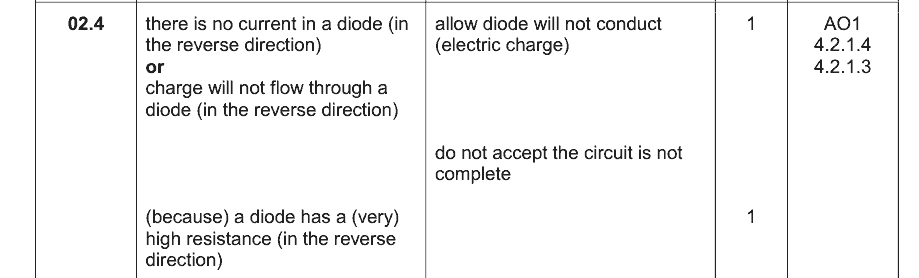 02.4
there is no current in a diode (in
the reverse direction)
or
charge will not flow through a
diode (in the reverse direction)
allow diode will not conduct
(electric charge)
1
AO1
4.2.1.4
4.2.1.3
do not accept the circuit is not
complete
(because) a diode has a (very)
high resistance (in the reverse
direction)
1